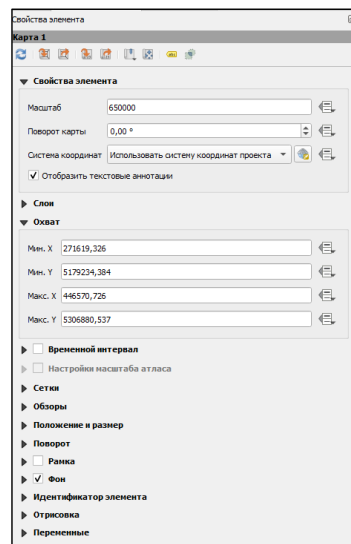 Свойства элемента
Карта 1
Свойства элемента
Масштаб 650000
Поворот карты 0,00 °
Система координат Использовать систему координат проекта
Отобразить текстовые аннотации
Слои
Охват
Мин. X 271619,326
Мин. Y 5179234,384
Макс. X 446570,726
Макс. Y 5306880,537
Временной интервал
Настройки масштаба атласа
Сетки
Обзоры
Положение и размер
Поворот
Рамка
Фон
Идентификатор элемента
Отрисовка
Переменные